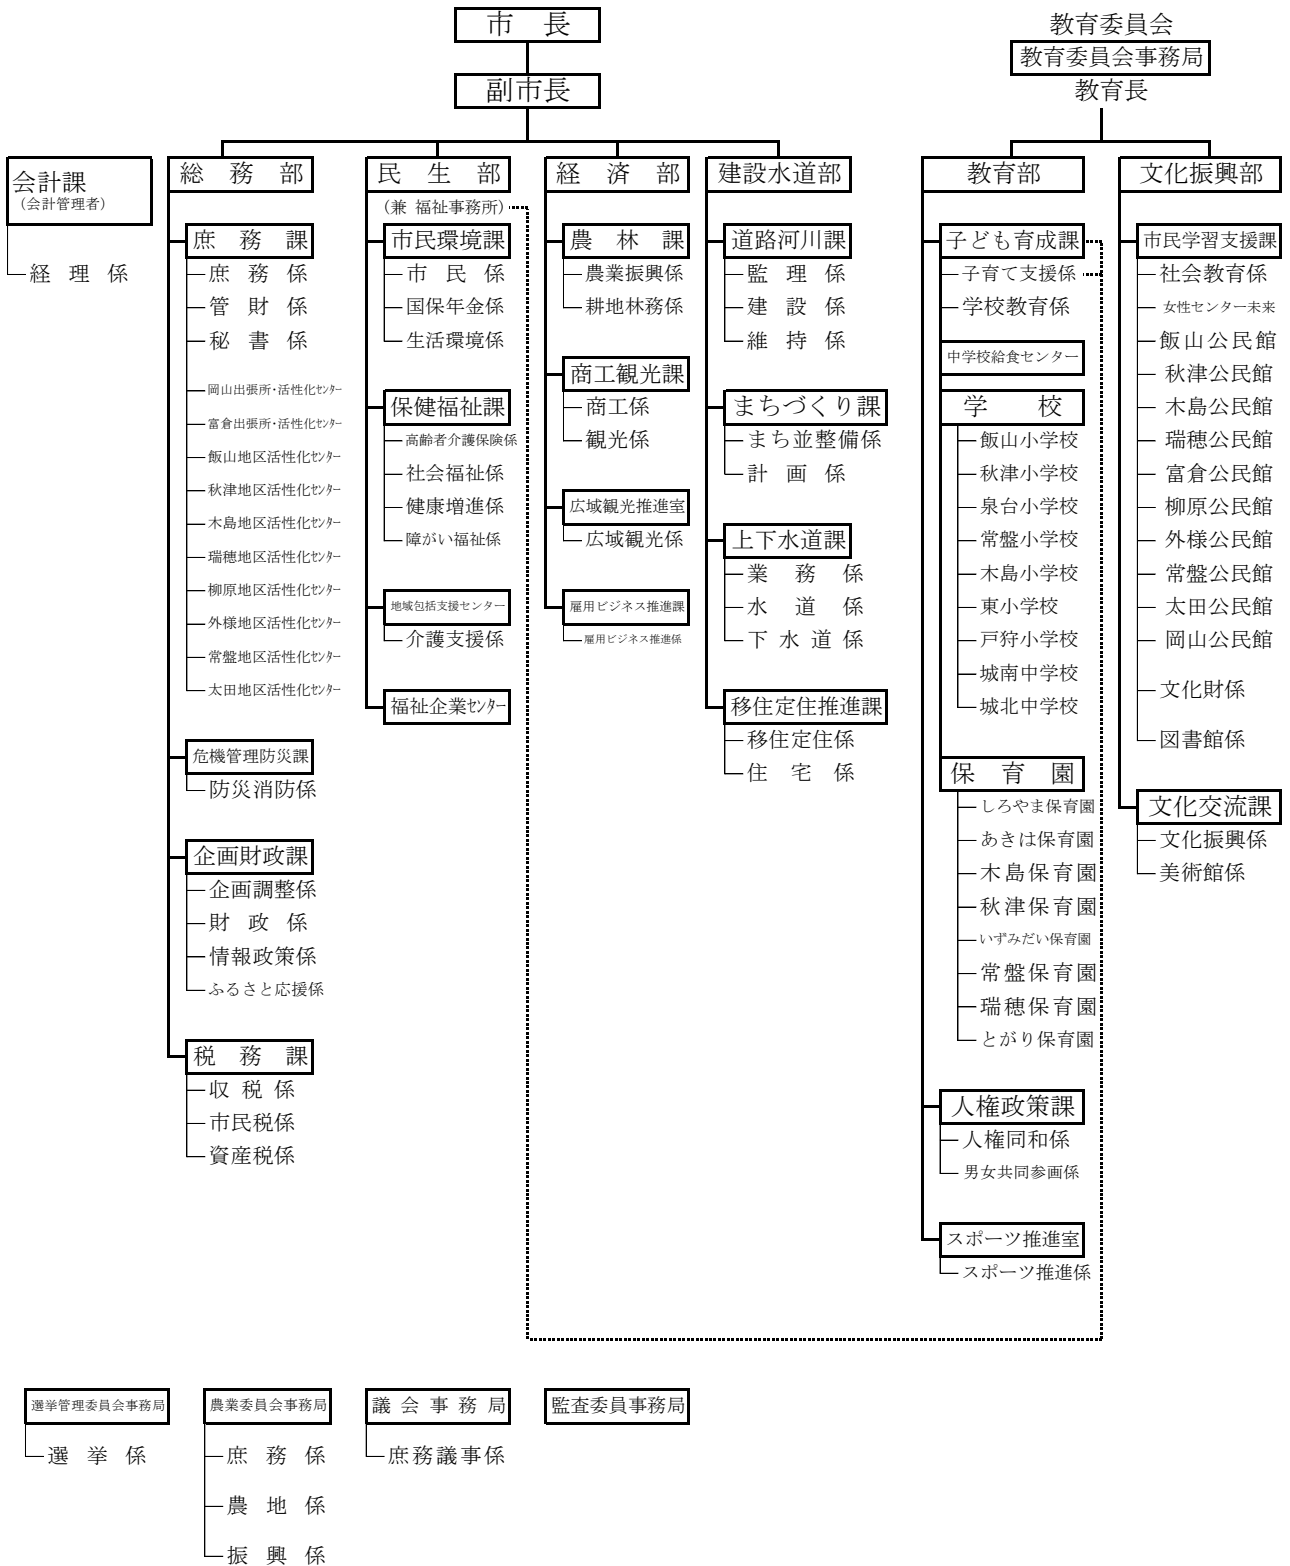 市長
副市長
教育委員会
教育委員会事務局
教育長
会計課
（会計管理者）
経理係
総務部
庶務課
庶務係
管財係
秘書係
岡山出張所・活性化ｾﾝﾀｰ
富倉出張所・活性化ｾﾝﾀｰ
飯山地区活性化ｾﾝﾀｰ
秋津地区活性化ｾﾝﾀｰ
木島地区活性化ｾﾝﾀｰ
瑞穂地区活性化ｾﾝﾀｰ
柳原地区活性化ｾﾝﾀｰ
外様地区活性化ｾﾝﾀｰ
常盤地区活性化ｾﾝﾀｰ
太田地区活性化ｾﾝﾀｰ
危機管理防災課
防災消防係
企画財政課
企画調整係
財政係
情報政策係
ふるさと応援係
税務課
収税係
市民税係
資産税係
民生部
（兼 福祉事務所）
市民環境課
市民係
国保年金係
生活環境係
保健福祉課
高齢者介護保険係
社会福祉係
健康増進係
障がい福祉係
地域包括支援センター
介護支援係
福祉企業ｾﾝﾀｰ
経済部
農林課
農業振興係
耕地林務係
商工観光課
商工係
観光係
広域観光推進室
広域観光係
雇用ビジネス推進課
雇用ビジネス推進係
建設水道部
道路河川課
監理係
建設係
維持係
まちづくり課
まち並整備係
計画係
上下水道課
業務係
水道係
下水道係
移住定住推進課
移住定住係
住宅係
教育部
子ども育成課
子育て支援係
学校教育係
中学校給食センター
学校
飯山小学校
秋津小学校
泉台小学校
常盤小学校
木島小学校
東小学校
戸狩小学校
城南中学校
城北中学校
保育園
しろやま保育園
あきは保育園
木島保育園
秋津保育園
いずみだい保育園
常盤保育園
瑞穂保育園
とがり保育園
人権政策課
人権同和係
男女共同参画係
スポーツ推進室
スポーツ推進係
文化振興部
市民学習支援課
社会教育係
女性センター未来
飯山公民館
秋津公民館
木島公民館
瑞穂公民館
富倉公民館
柳原公民館
外様公民館
常盤公民館
太田公民館
岡山公民館
文化財係
図書館係
文化交流課
文化振興係
美術館係
選挙管理委員会事務局
選挙係
農業委員会事務局
庶務係
農地係
振興係
議会事務局
庶務議事係
監査委員事務局